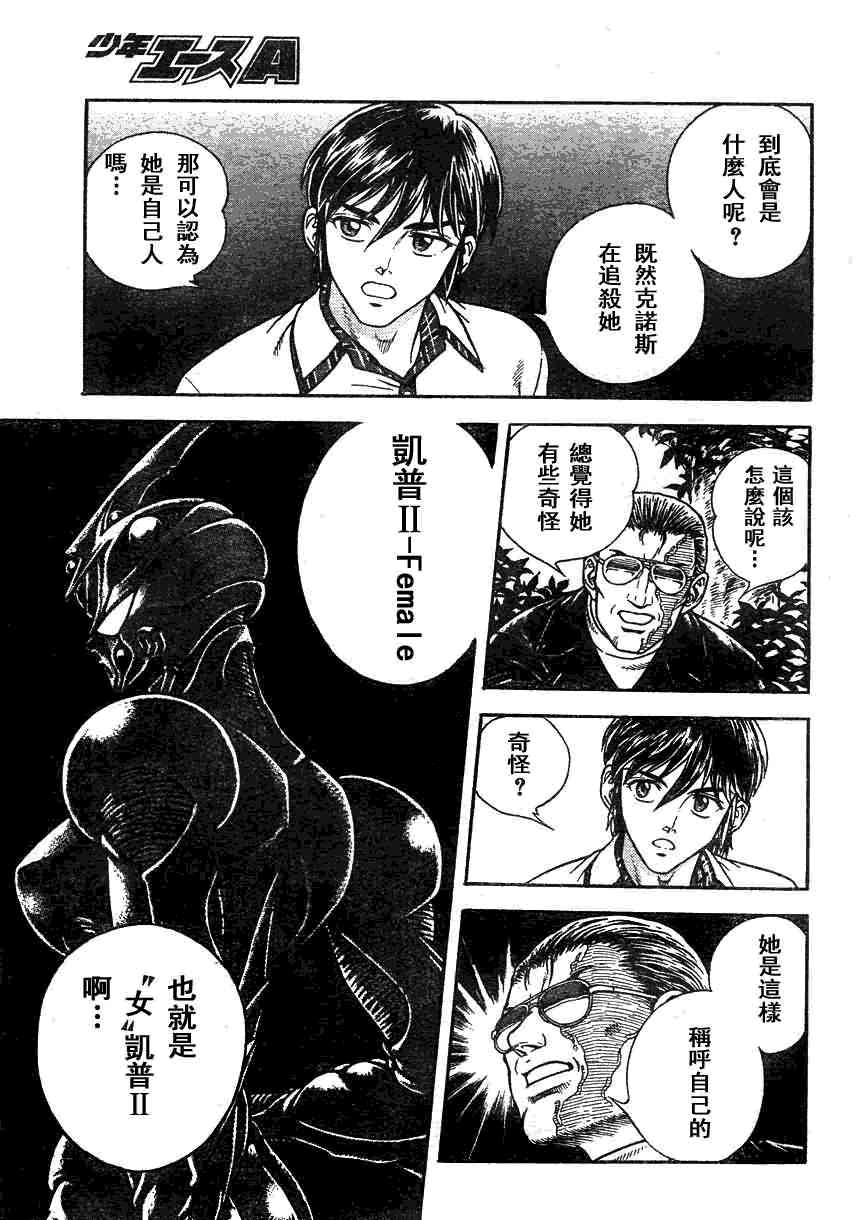 少年エースA
到底會是
什麼人呢？
既然克諾斯
在追殺她
那可以認為
她是自己人
嗎…
這個該
怎麼說呢…
總覺得她
有些奇怪
奇怪？
她是這樣
稱呼自己的
凱普Ⅱ-Female
也就是
〝女〞凱普Ⅱ
啊…